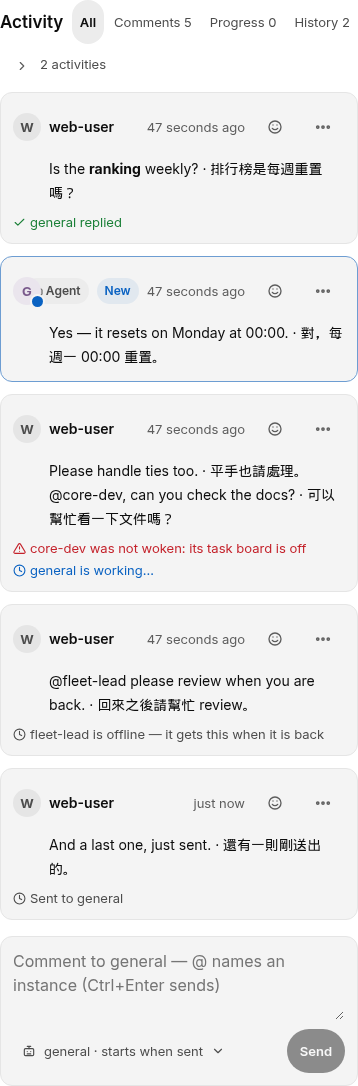 Activity All Comments 5 Progress 0 History 2
2 activities
W web-user 47 seconds ago
Is the ranking weekly? · 排行榜是每週重置
嗎？
general replied
G Agent New 47 seconds ago
Yes — it resets on Monday at 00:00. · 對，每
週一 00:00 重置。
W web-user 47 seconds ago
Please handle ties too. · 平手也請處理。
@core-dev, can you check the docs? · 可以
幫忙看一下文件嗎？
core-dev was not woken: its task board is off
general is working…
W web-user 47 seconds ago
@fleet-lead please review when you are
back. · 回來之後請幫忙 review。
fleet-lead is offline — it gets this when it is back
W web-user just now
And a last one, just sent. · 還有一則剛送出
的。
Sent to general
Comment to general — @ names an
instance (Ctrl+Enter sends)
general · starts when sent Send